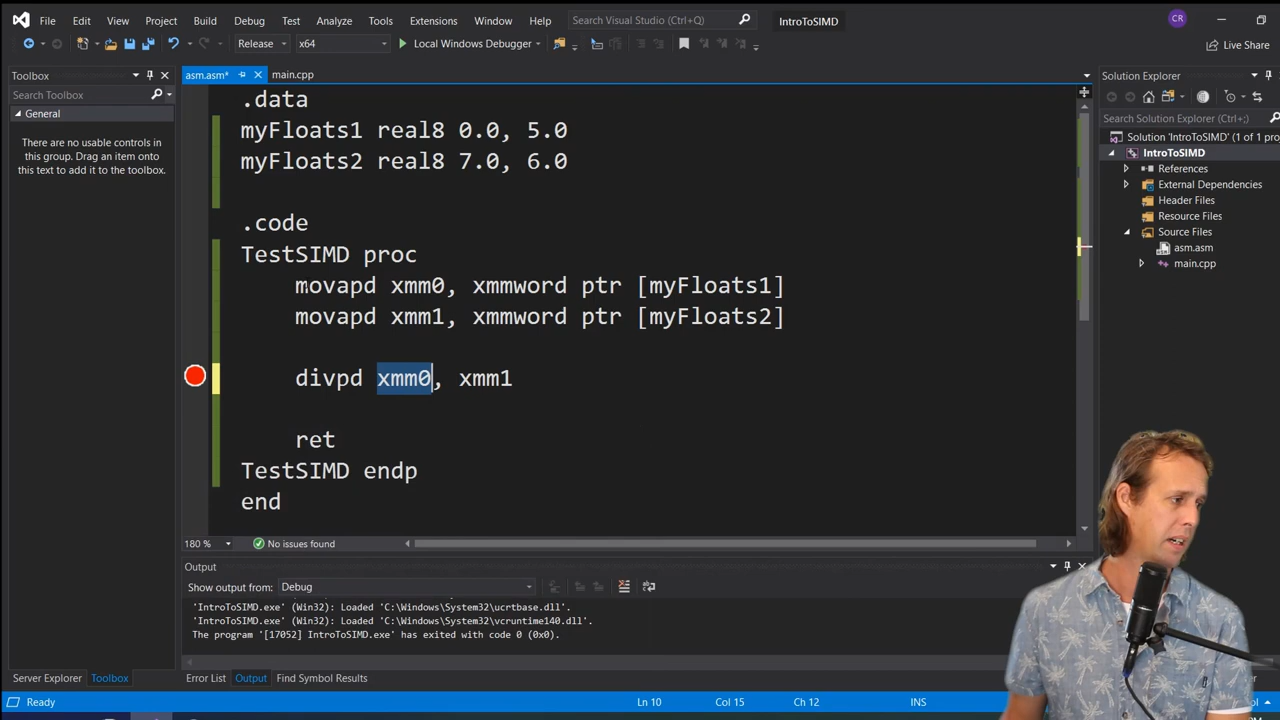 File Edit View Project Build Debug Test Analyze Tools Extensions Window Help Search Visual Studio (Ctrl+Q) IntroToSIMD CR
Release x64 Local Windows Debugger Live Share
Toolbox
Search Toolbox
General
There are no usable controls in
this group. Drag an item onto
this text to add it to the toolbox.
asm.asm* main.cpp
.data
myFloats1 real8 0.0, 5.0
myFloats2 real8 7.0, 6.0
.code
TestSIMD proc
movapd xmm0, xmmword ptr [myFloats1]
movapd xmm1, xmmword ptr [myFloats2]
divpd xmm0, xmm1
ret
TestSIMD endp
end
180 % No issues found
Output
Show output from: Debug
'IntroToSIMD.exe' (Win32): Loaded 'C:\Windows\System32\ucrtbase.dll'.
'IntroToSIMD.exe' (Win32): Loaded 'C:\Windows\System32\vcruntime140.dll'.
The program '[17052] IntroToSIMD.exe' has exited with code 0 (0x0).
Server Explorer Toolbox Error List Output Find Symbol Results
Solution Explorer
Search Solution Explorer (Ctrl+;)
Solution 'IntroToSIMD' (1 of 1 pro
IntroToSIMD
References
External Dependencies
Header Files
Resource Files
Source Files
asm.asm
main.cpp
Ready Ln 10 Col 15 Ch 12 INS